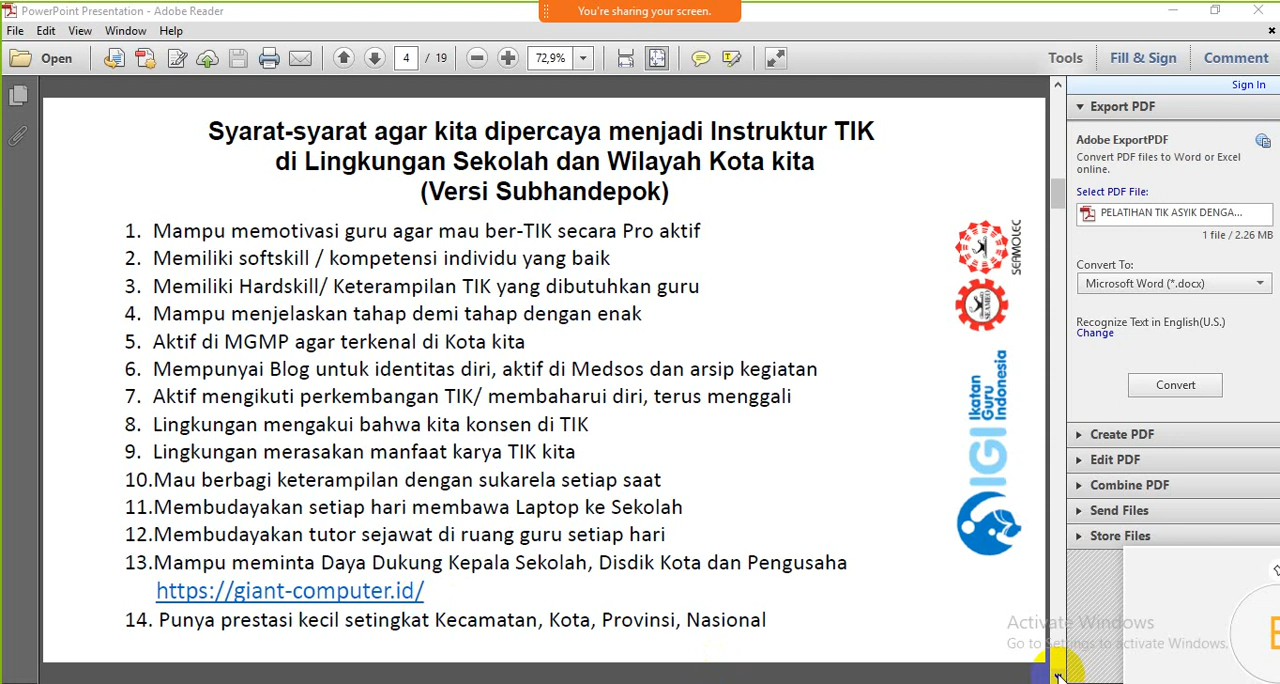 PowerPoint Presentation - Adobe Reader
You're sharing your screen.
File Edit View Window Help
Open 4 / 19 72,9% Tools Fill & Sign Comment
Sign In
Syarat-syarat agar kita dipercaya menjadi Instruktur TIK
di Lingkungan Sekolah dan Wilayah Kota kita
(Versi Subhandepok)
1. Mampu memotivasi guru agar mau ber-TIK secara Pro aktif
2. Memiliki softskill / kompetensi individu yang baik
3. Memiliki Hardskill/ Keterampilan TIK yang dibutuhkan guru
4. Mampu menjelaskan tahap demi tahap dengan enak
5. Aktif di MGMP agar terkenal di Kota kita
6. Mempunyai Blog untuk identitas diri, aktif di Medsos dan arsip kegiatan
7. Aktif mengikuti perkembangan TIK/ membaharui diri, terus menggali
8. Lingkungan mengakui bahwa kita konsen di TIK
9. Lingkungan merasakan manfaat karya TIK kita
10.Mau berbagi keterampilan dengan sukarela setiap saat
11.Membudayakan setiap hari membawa Laptop ke Sekolah
12.Membudayakan tutor sejawat di ruang guru setiap hari
13.Mampu meminta Daya Dukung Kepala Sekolah, Disdik Kota dan Pengusaha
https://giant-computer.id/
14. Punya prestasi kecil setingkat Kecamatan, Kota, Provinsi, Nasional
SEAMOLEC
SEAMEO
IGI
Ikatan
Guru
Indonesia
Export PDF
Adobe ExportPDF
Convert PDF files to Word or Excel
online.
Select PDF File:
PELATIHAN TIK ASYIK DENGA...
1 file / 2.26 MB
Convert To:
Microsoft Word (*.docx)
Recognize Text in English(U.S.)
Change
Convert
Create PDF
Edit PDF
Combine PDF
Send Files
Store Files
Activate Windows
Go to Settings to activate Windows.